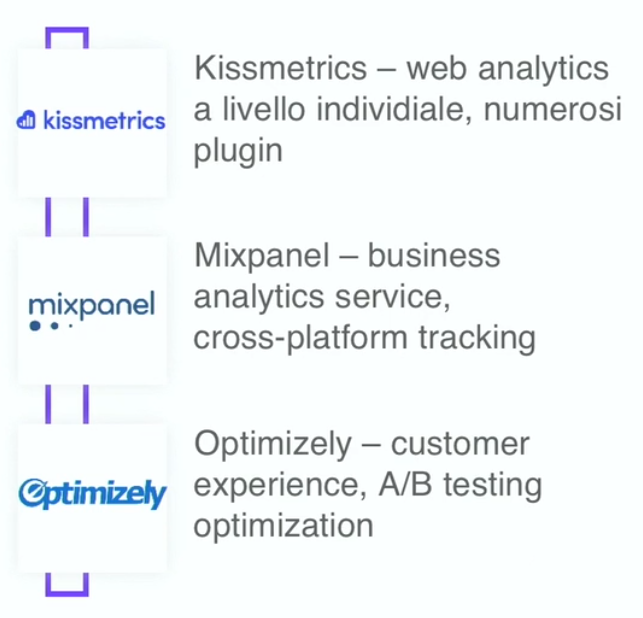 kissmetrics
Kissmetrics – web analytics
a livello individiale, numerosi
plugin
mixpanel
Mixpanel – business
analytics service,
cross-platform tracking
Optimizely
Optimizely – customer
experience, A/B testing
optimization